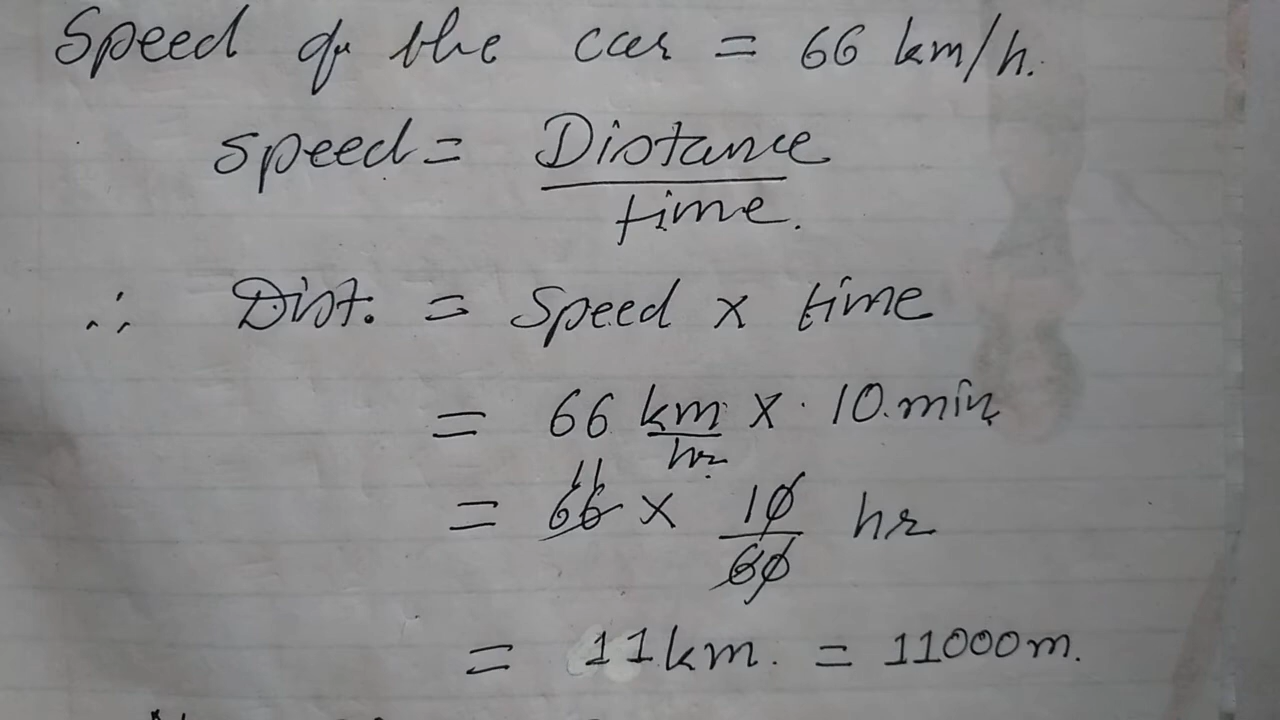 Speed of the car = 66 km/h.
Speed = Distance / time.
∴ Dist. = Speed x time
= 66 km/hr x 10 min
= 66 11 x 10/60 hr
= 11 km. = 11000m.